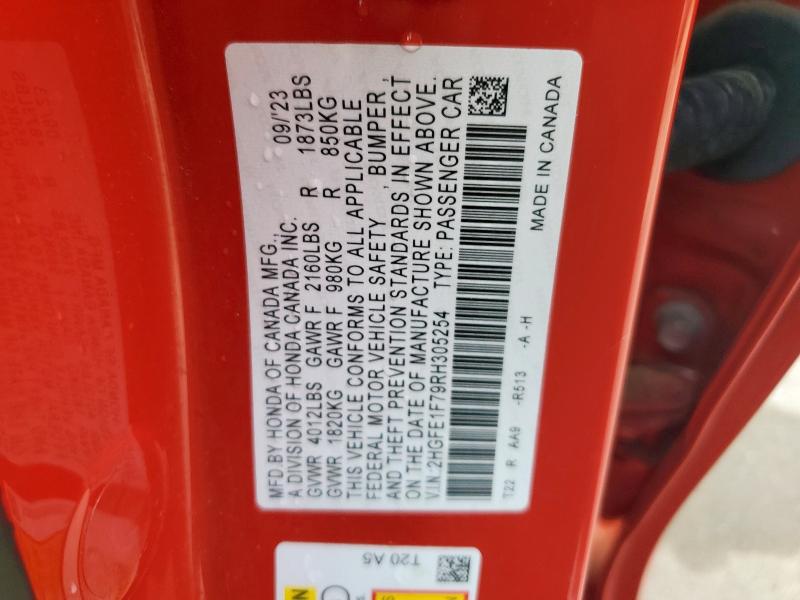 MFD.BY HONDA OF CANADA MFG., 09/'23
A DIVISION OF HONDA CANADA INC.
GVWR 4012LBS GAWR F 2160LBS R 1873LBS
GVWR 1820KG GAWR F 980KG R 850KG
THIS VEHICLE CONFORMS TO ALL APPLICABLE
FEDERAL MOTOR VEHICLE SAFETY, BUMPER,
AND THEFT PREVENTION STANDARDS IN EFFECT
ON THE DATE OF MANUFACTURE SHOWN ABOVE.
V.I.N:2HGFE1F79RH305254 TYPE: PASSENGER CAR
T22 R AA9 -R513 -A -H
MADE IN CANADA
T20 A5